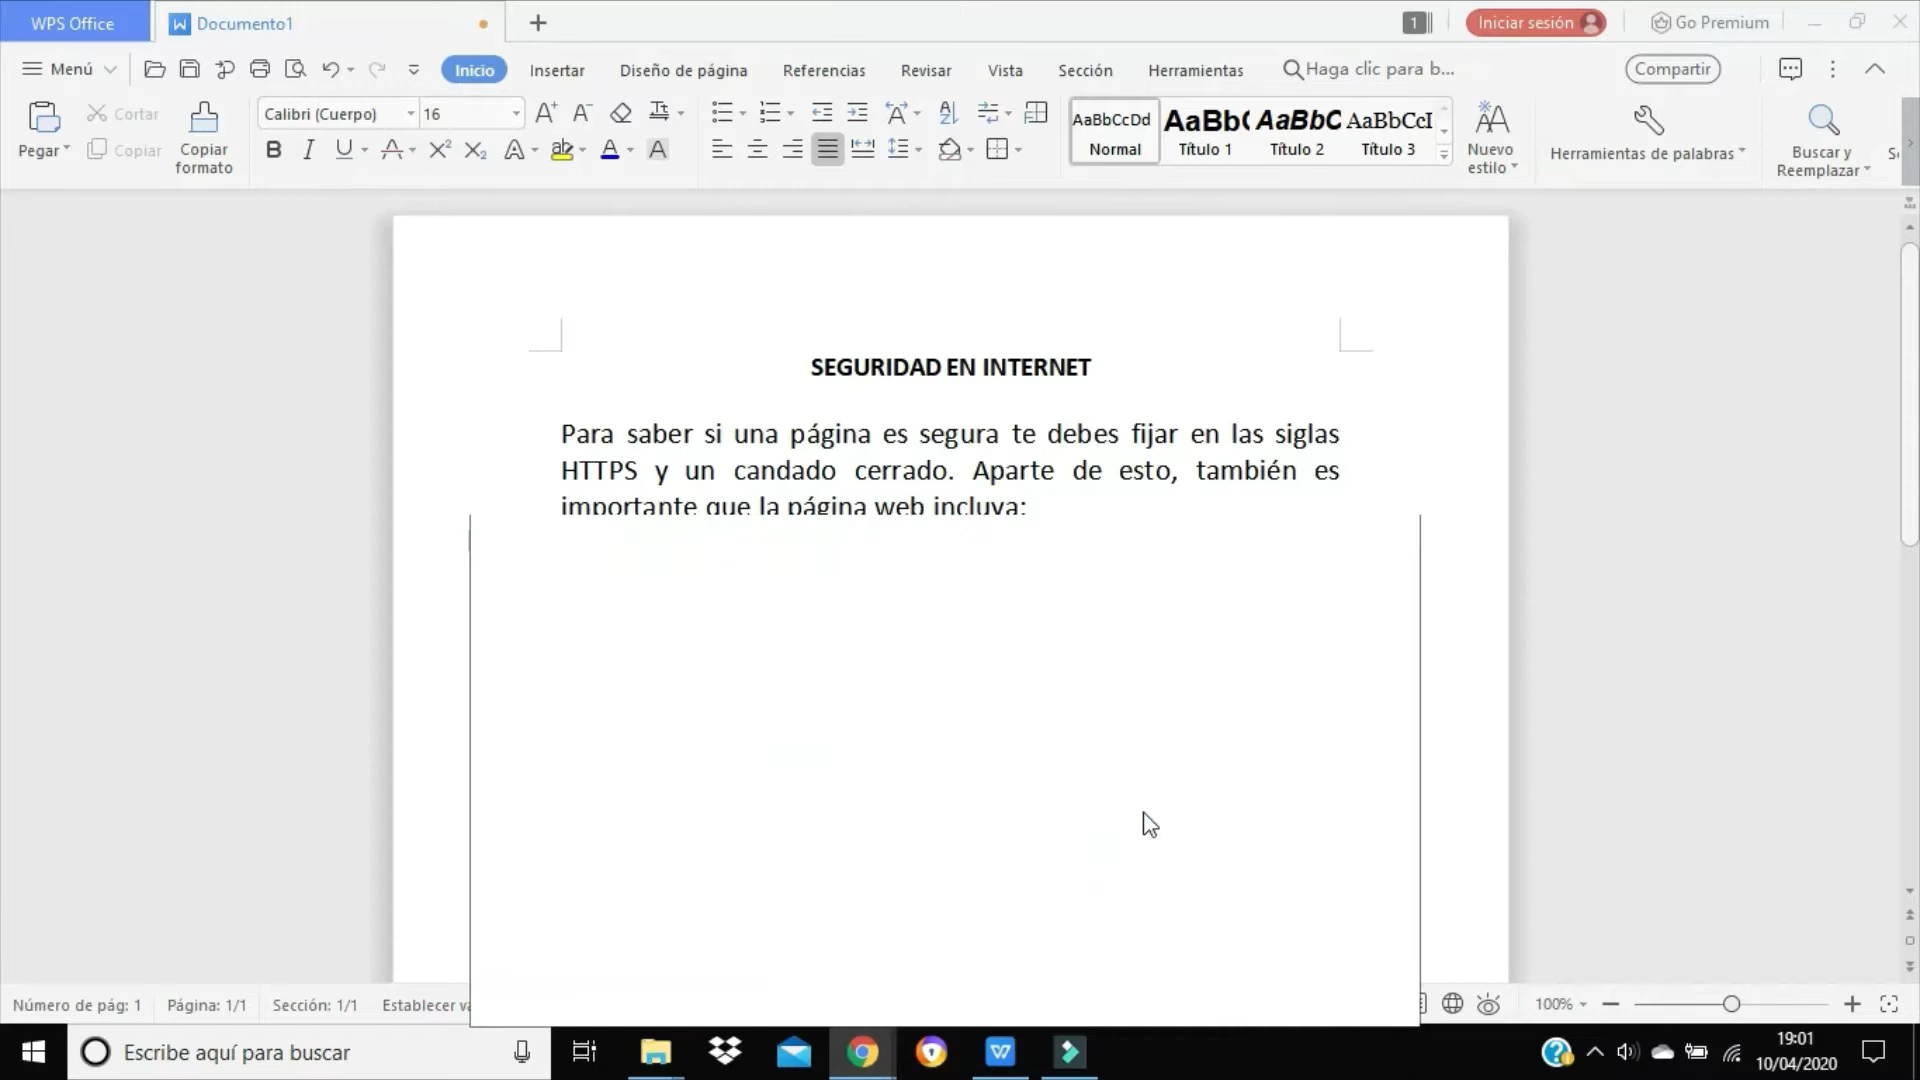 WPS Office
Documento1
1
Iniciar sesión
Go Premium
Menú
Inicio
Insertar
Diseño de página
Referencias
Revisar
Vista
Sección
Herramientas
Haga clic para b...
Compartir
Pegar
Cortar
Copiar
Copiar
formato
Calibri (Cuerpo)
16
AaBbCcDd
Normal
AaBb(
Título 1
AaBbC
Título 2
AaBbCcI
Título 3
Nuevo
estilo
Herramientas de palabras
Buscar y
Reemplazar
SEGURIDAD EN INTERNET
Para saber si una página es segura te debes fijar en las siglas
HTTPS y un candado cerrado. Aparte de esto, también es
importante que la página web incluya:
Número de pág: 1
Página: 1/1
Sección: 1/1
Establecer va
100%
Escribe aquí para buscar
19:01
10/04/2020